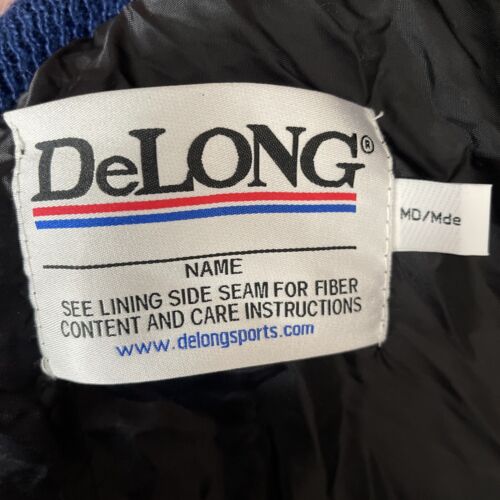 DeLONG®
NAME
SEE LINING SIDE SEAM FOR FIBER
CONTENT AND CARE INSTRUCTIONS
www.delongsports.com
MD/Mde